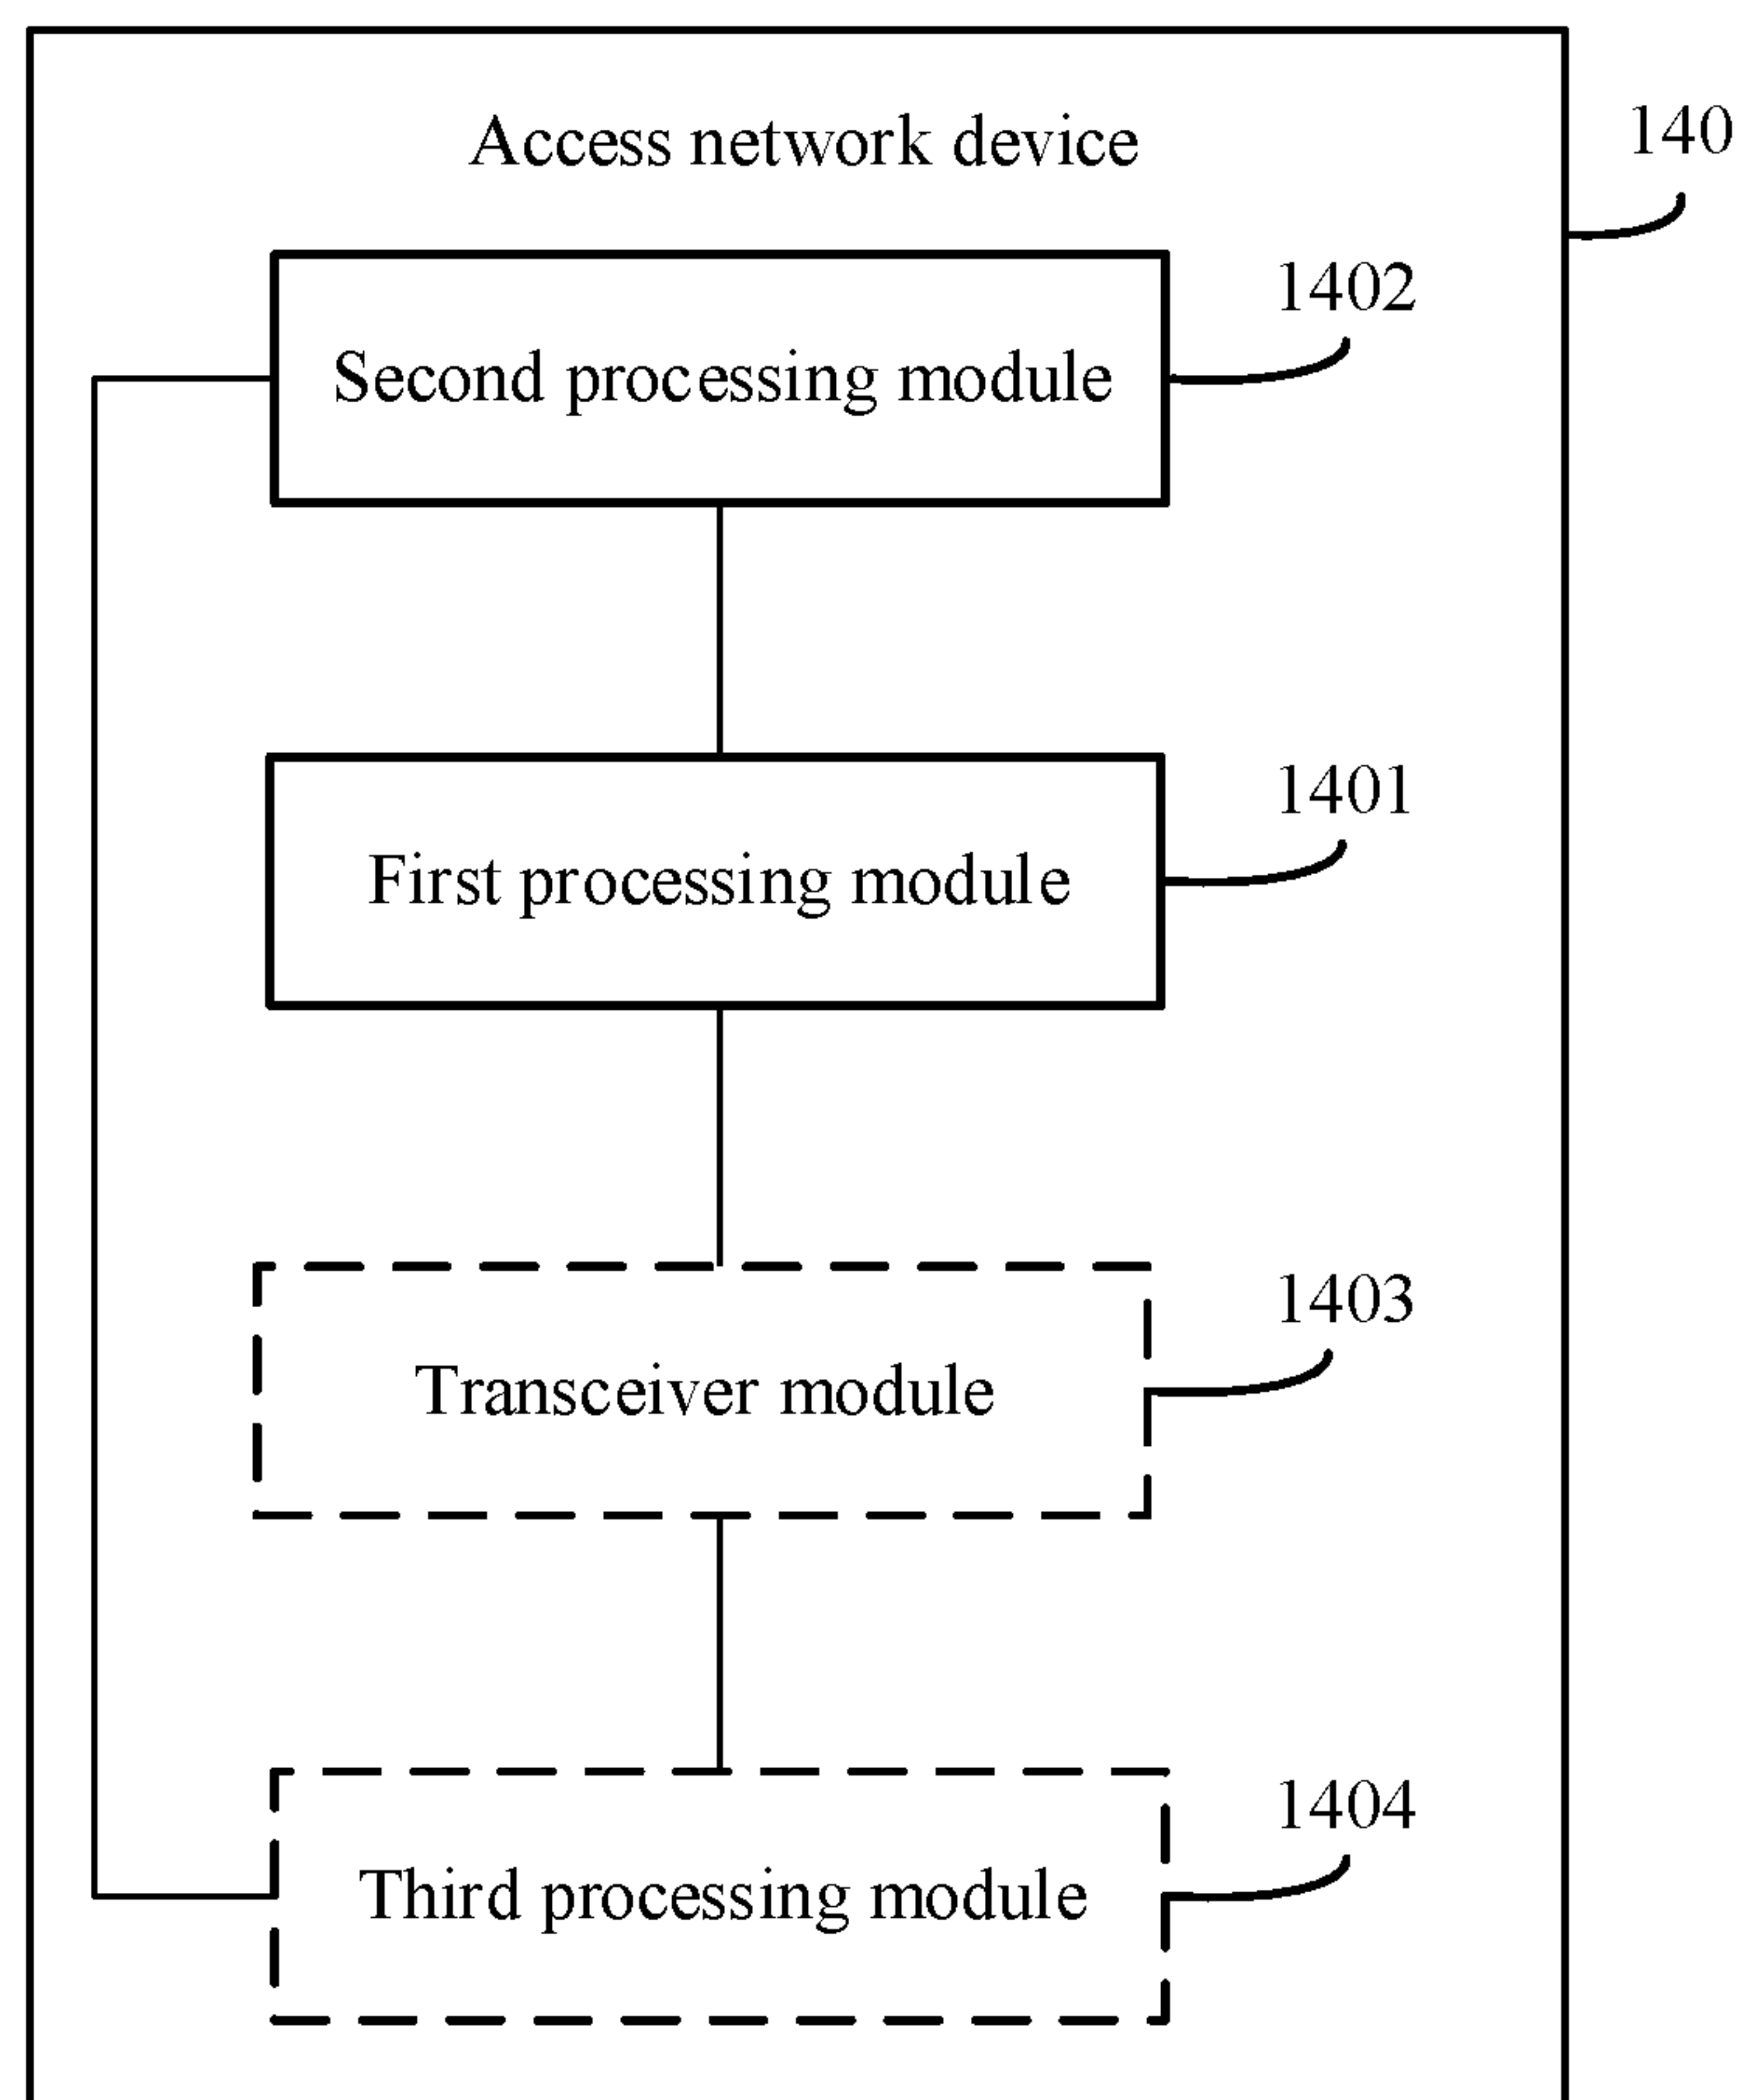 Access network device
140
1402
Second processing module
1401
First processing module
1403
Transceiver module
1404
Third processing module